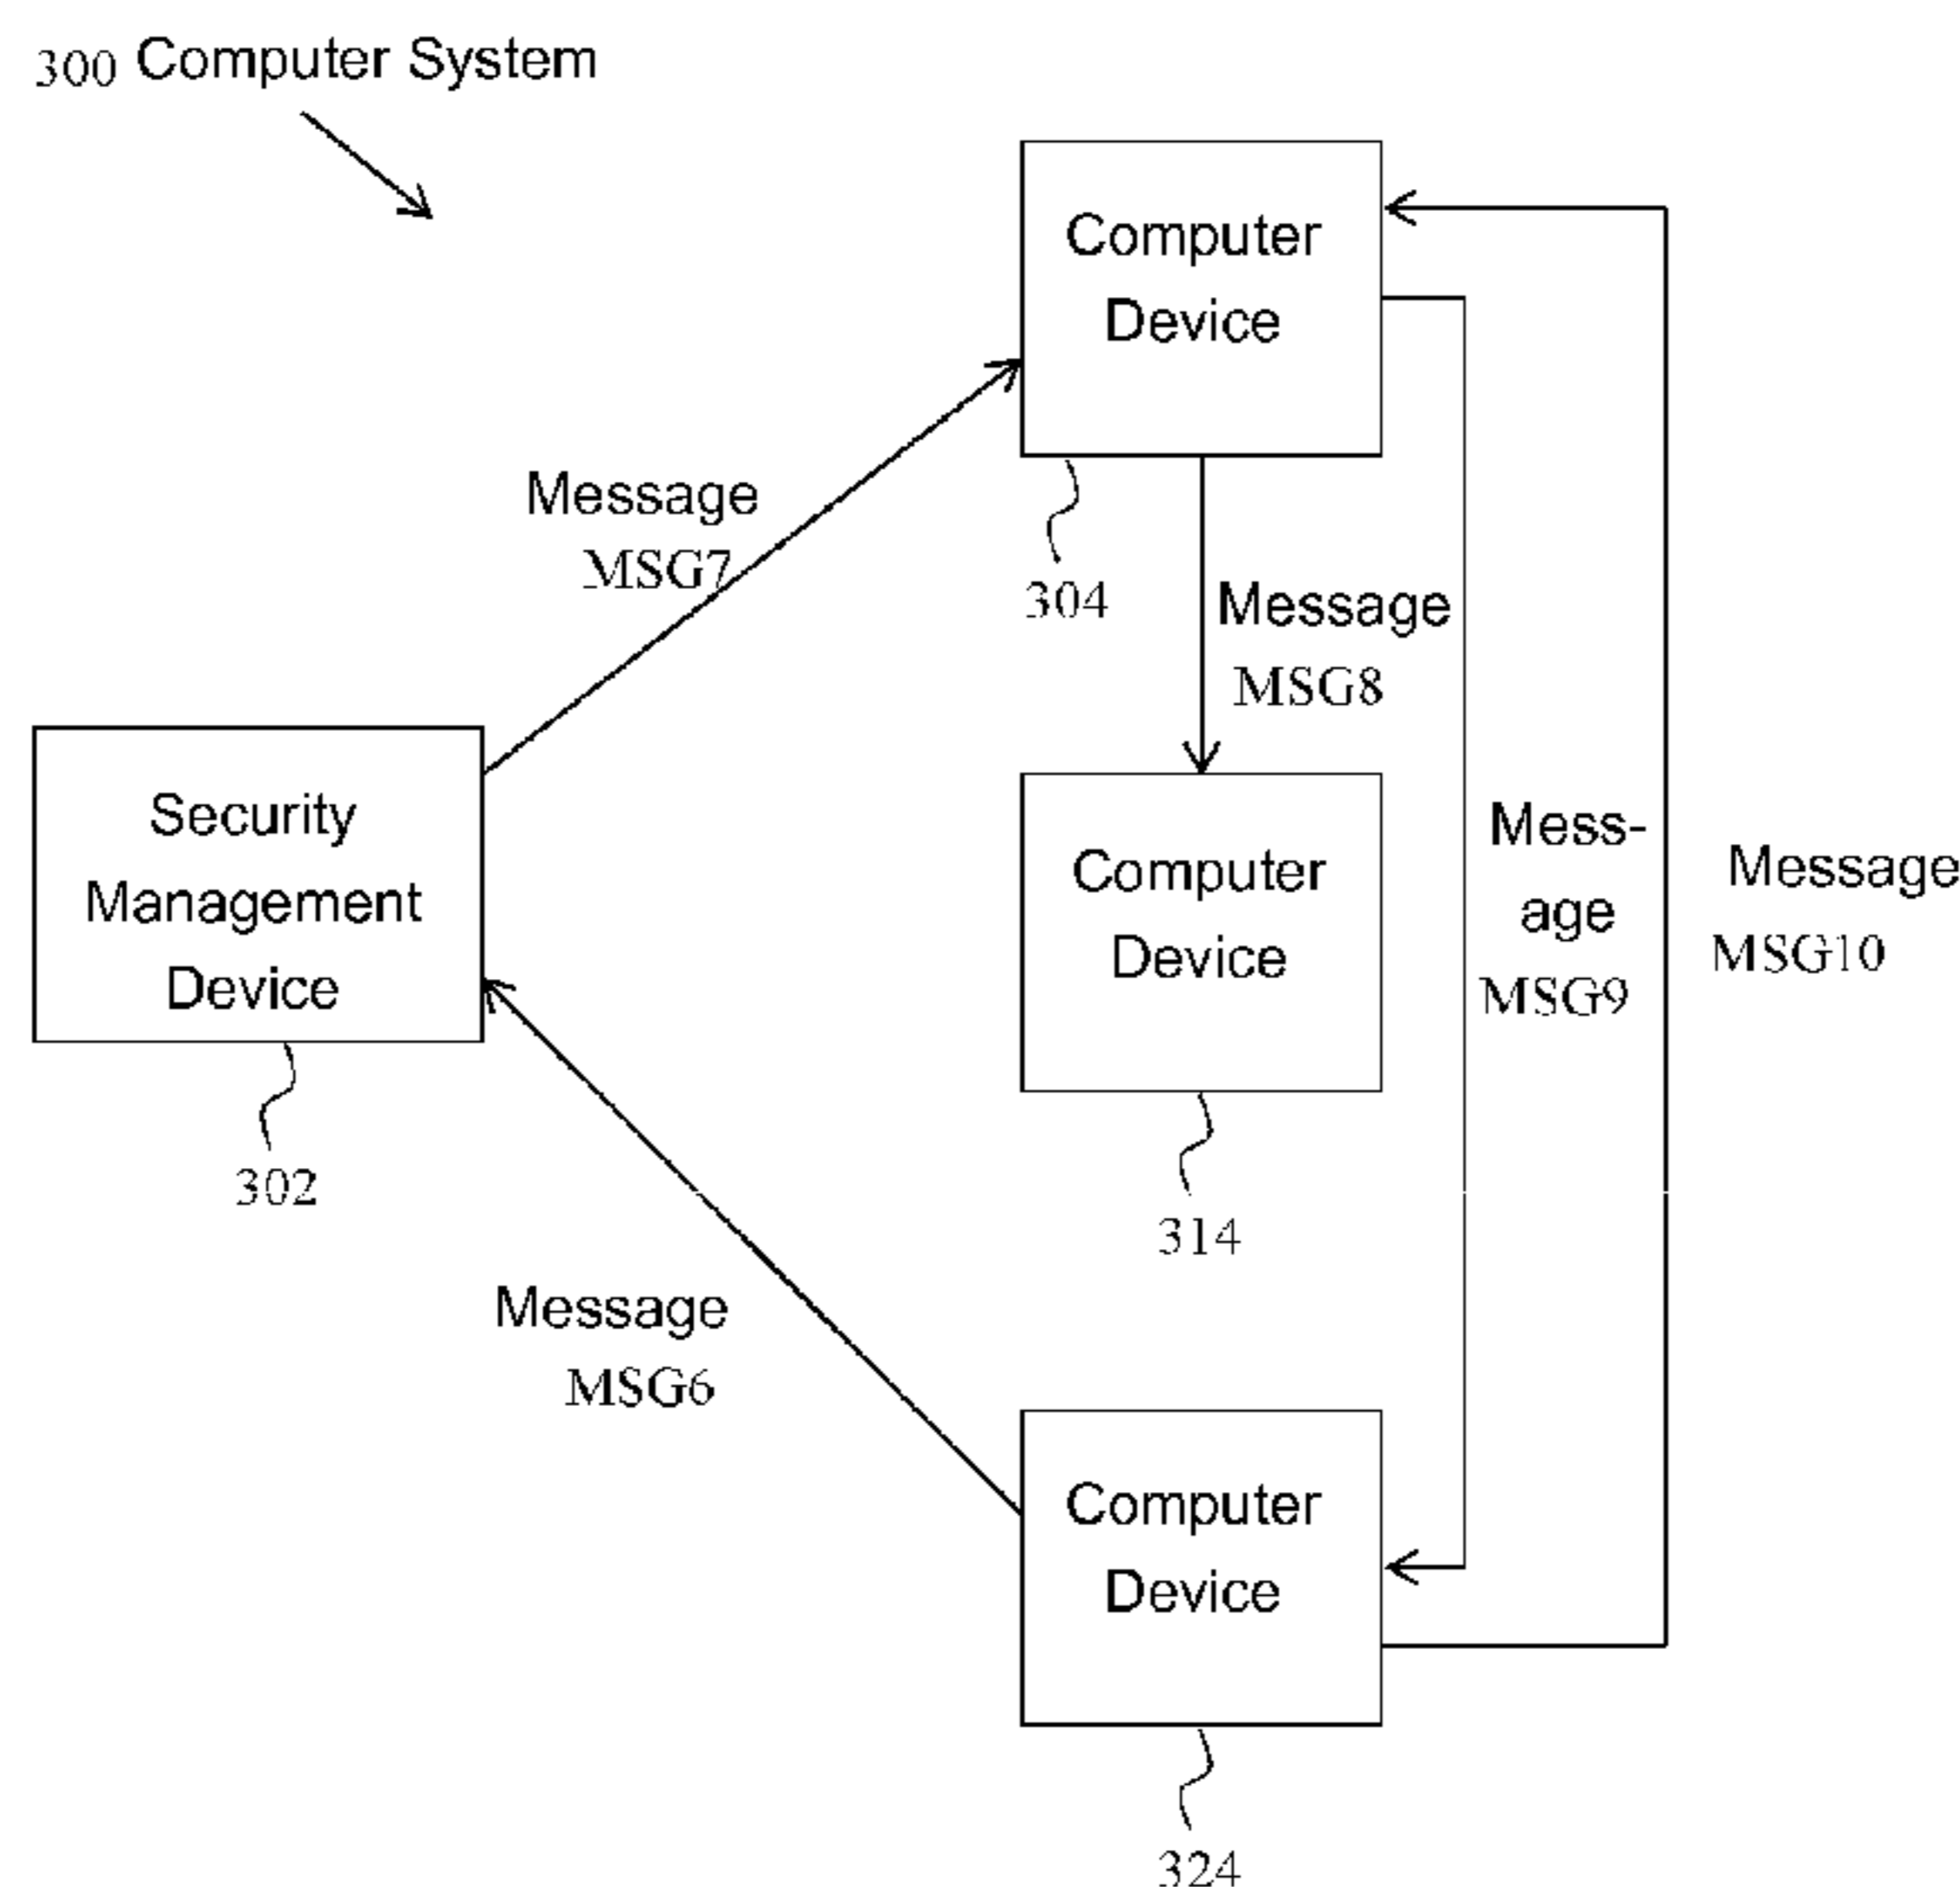 300 Computer System
Computer
Device
Message
MSG7
304
Message
MSG8
Security
Management
Device
302
Computer
Device
314
Mess-
age
MSG9
Message
MSG10
Message
MSG6
Computer
Device
324